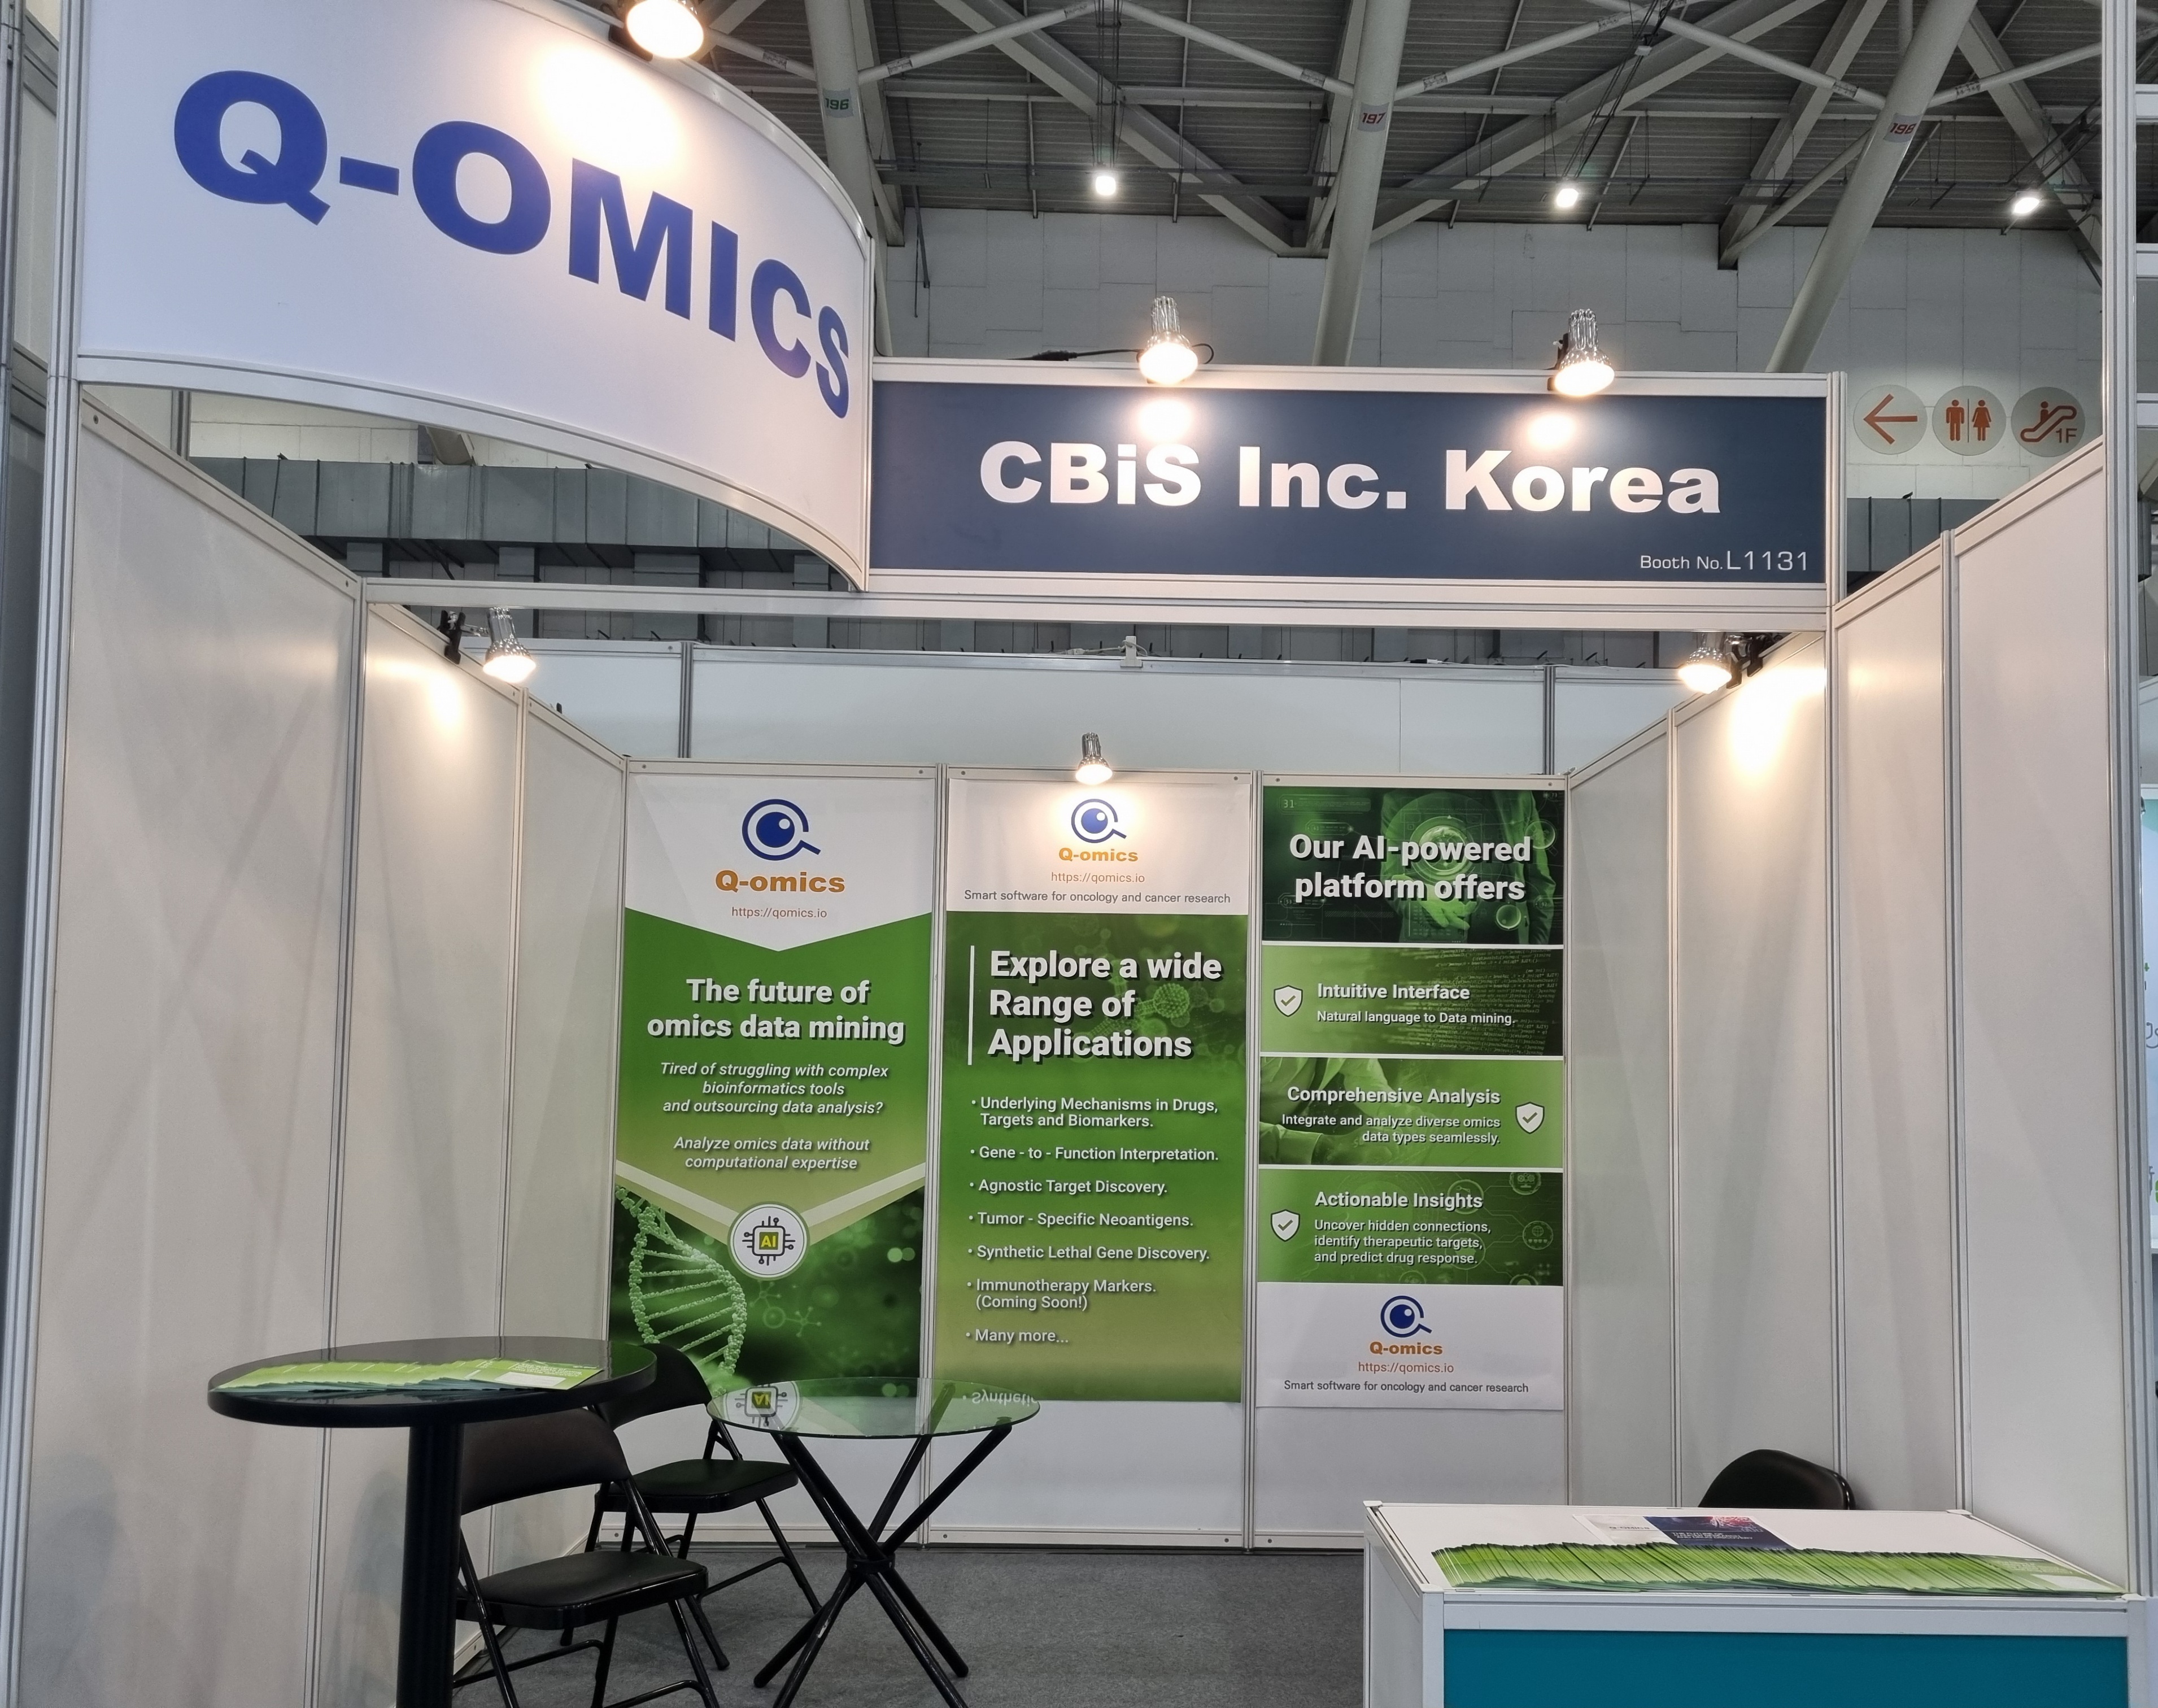 196
197
198
Q-OMICS
CBiS Inc. Korea
Booth No. L1131
1F
Q-omics
https://qomics.io
The future of
omics data mining
Tired of struggling with complex
bioinformatics tools
and outsourcing data analysis?
Analyze omics data without
computational expertise
AI
Q-omics
https://qomics.io
Smart software for oncology and cancer research
Explore a wide
Range of
Applications
• Underlying Mechanisms in Drugs,
Targets and Biomarkers.
• Gene - to - Function Interpretation.
• Agnostic Target Discovery.
• Tumor - Specific Neoantigens.
• Synthetic Lethal Gene Discovery.
• Immunotherapy Markers.
(Coming Soon!)
• Many more...
31
Our AI-powered
platform offers
Intuitive Interface
Natural language to Data mining.
Comprehensive Analysis
Integrate and analyze diverse omics
data types seamlessly.
Actionable Insights
Uncover hidden connections,
identify therapeutic targets,
and predict drug response.
Q-omics
https://qomics.io
Smart software for oncology and cancer research